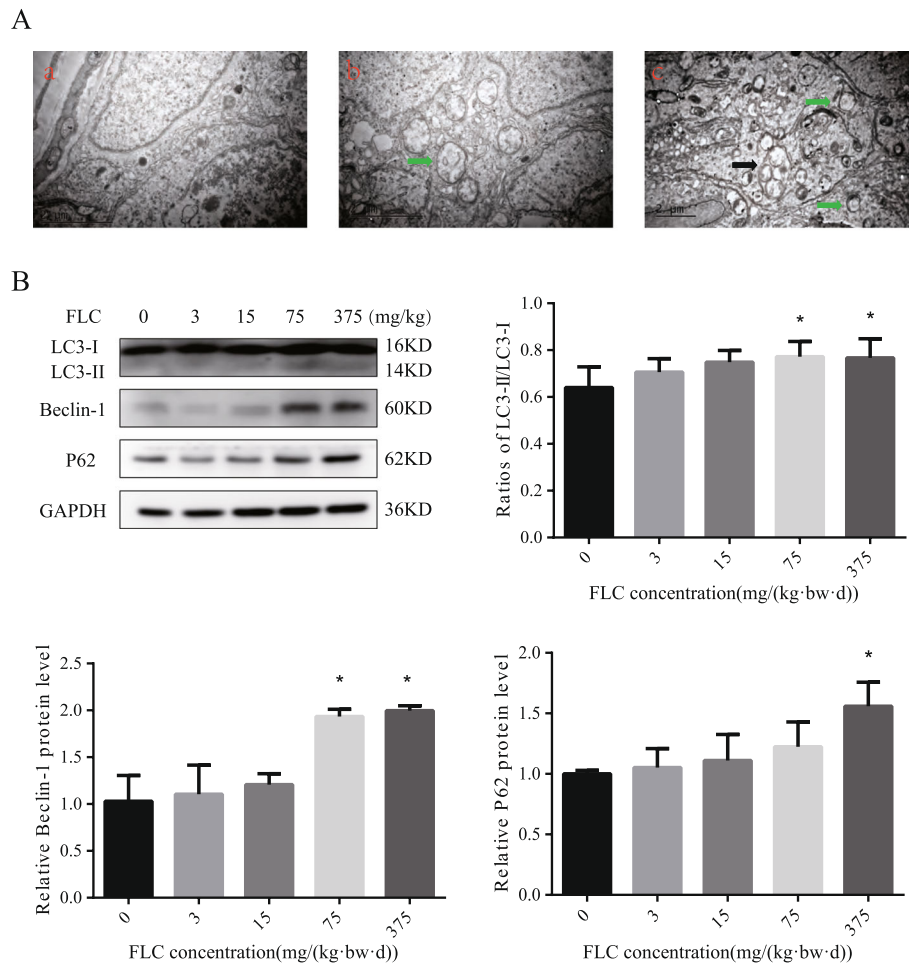 A
a
b
c
2 μm
B
FLC 0 3 15 75 375 (mg/kg)
LC3-I 16KD
LC3-II 14KD
Beclin-1 60KD
P62 62KD
GAPDH 36KD
Ratios of LC3-II/LC3-I
1.0
0.8
0.6
0.4
0.2
0.0
* *
0 3 15 75 375
FLC concentration(mg/(kg·bw·d))
Relative Beclin-1 protein level
2.5
2.0
1.5
1.0
0.5
0.0
* *
0 3 15 75 375
FLC concentration(mg/(kg·bw·d))
Relative P62 protein level
2.0
1.5
1.0
0.5
0.0
*
0 3 15 75 375
FLC concentration(mg/(kg·bw·d))